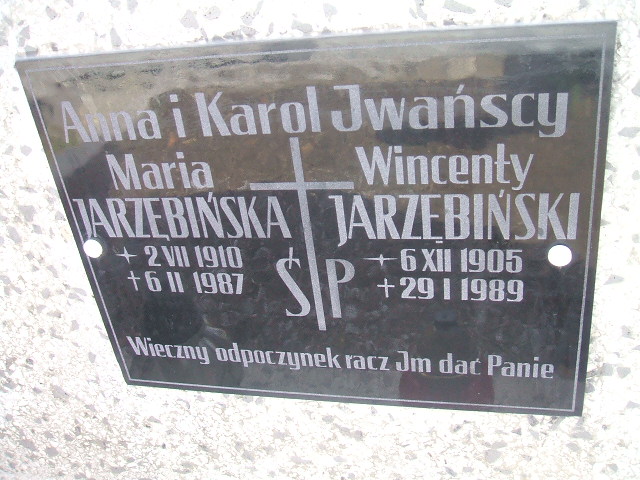 Anna i Karol Jwańscy
Maria
JARZĘBIŃSKA
2 VII 1910
+ 6 II 1987
Wincenty
JARZĘBIŃSKI
6 XII 1905
+ 29 I 1989
Ś P
Wieczny odpoczynek racz Jm dać Panie